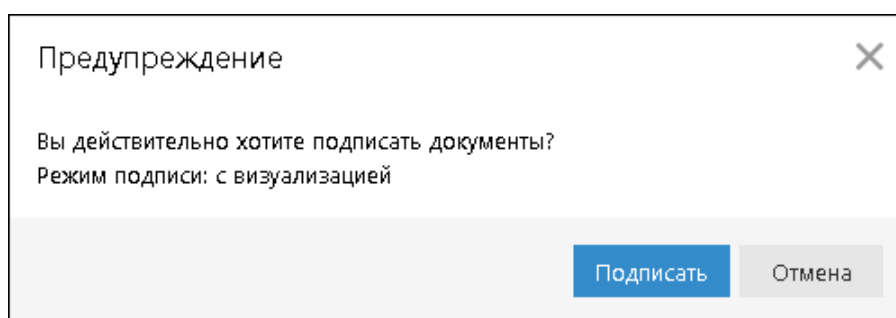 Предупреждение
Вы действительно хотите подписать документы?
Режим подписи: с визуализацией
Подписать Отмена